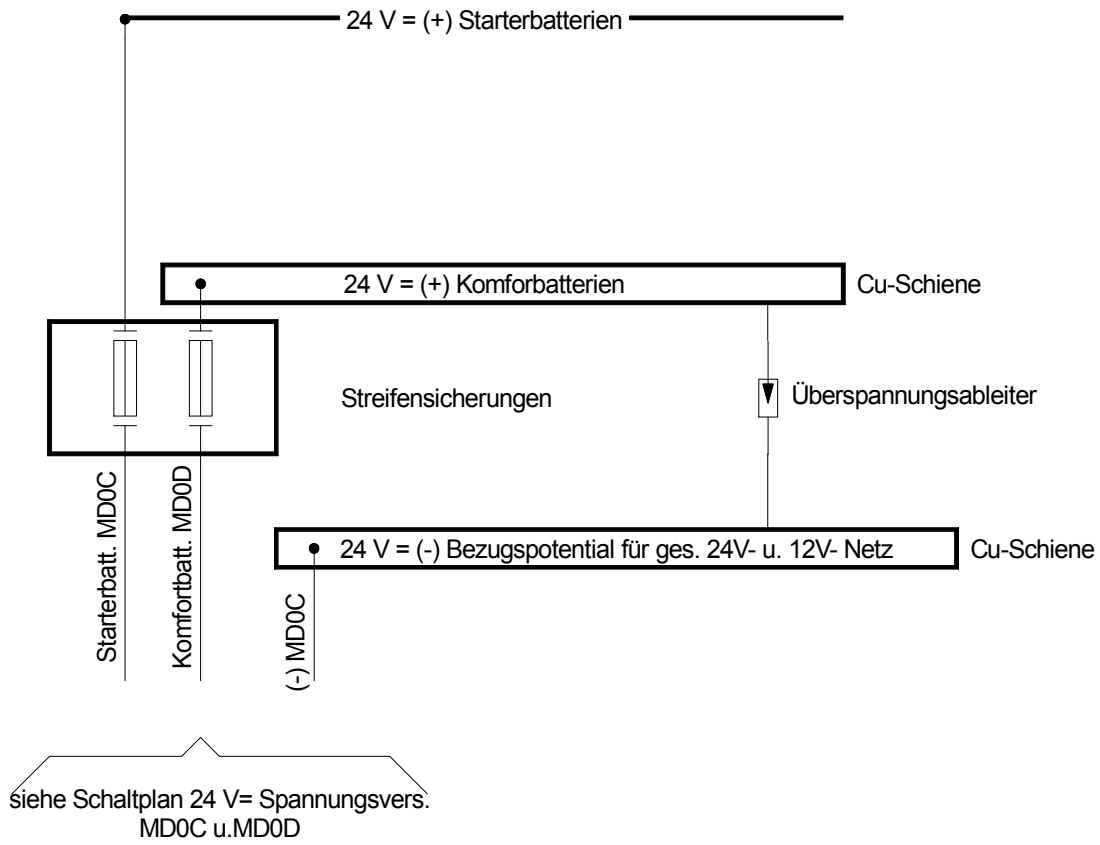 24 V = (+) Starterbatterien
24 V = (+) Komforbatterien
Cu-Schiene
Streifensicherungen
Überspannungsableiter
Starterbatt. MD0C
Komfortbatt. MD0D
24 V = (-) Bezugspotential für ges. 24V- u. 12V- Netz
Cu-Schiene
(-) MD0C
siehe Schaltplan 24 V= Spannungsvers.
MD0C u.MD0D